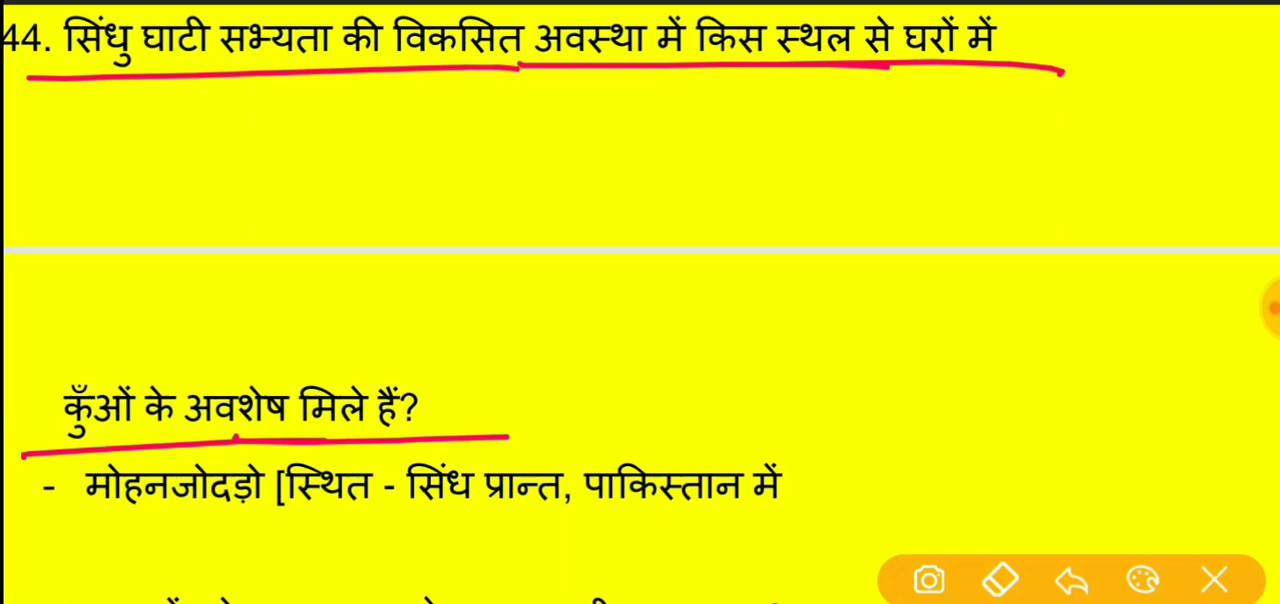 44. सिंधु घाटी सभ्यता की विकसित अवस्था में किस स्थल से घरों में
कुँओं के अवशेष मिले हैं?
- मोहनजोदड़ो [स्थित - सिंध प्रान्त, पाकिस्तान में